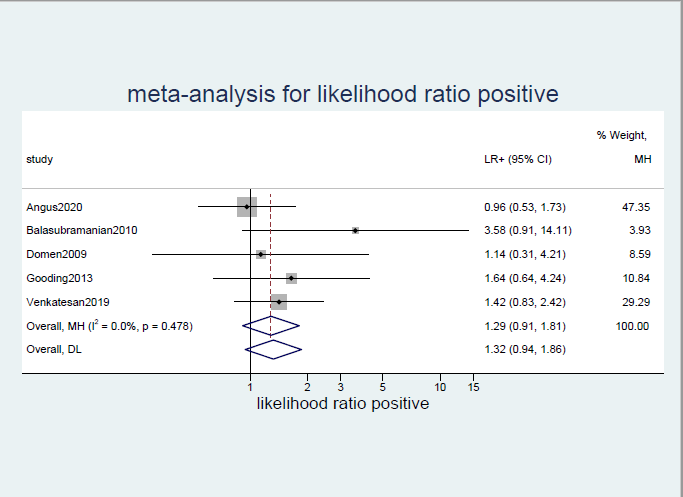 meta-analysis for likelihood ratio positive
% Weight,
study LR+ (95% CI) MH
Angus2020 0.96 (0.53, 1.73) 47.35
Balasubramanian2010 3.58 (0.91, 14.11) 3.93
Domen2009 1.14 (0.31, 4.21) 8.59
Gooding2013 1.64 (0.64, 4.24) 10.84
Venkatesan2019 1.42 (0.83, 2.42) 29.29
Overall, MH (I² = 0.0%, p = 0.478) 1.29 (0.91, 1.81) 100.00
Overall, DL 1.32 (0.94, 1.86)
1 2 3 5 10 15
likelihood ratio positive